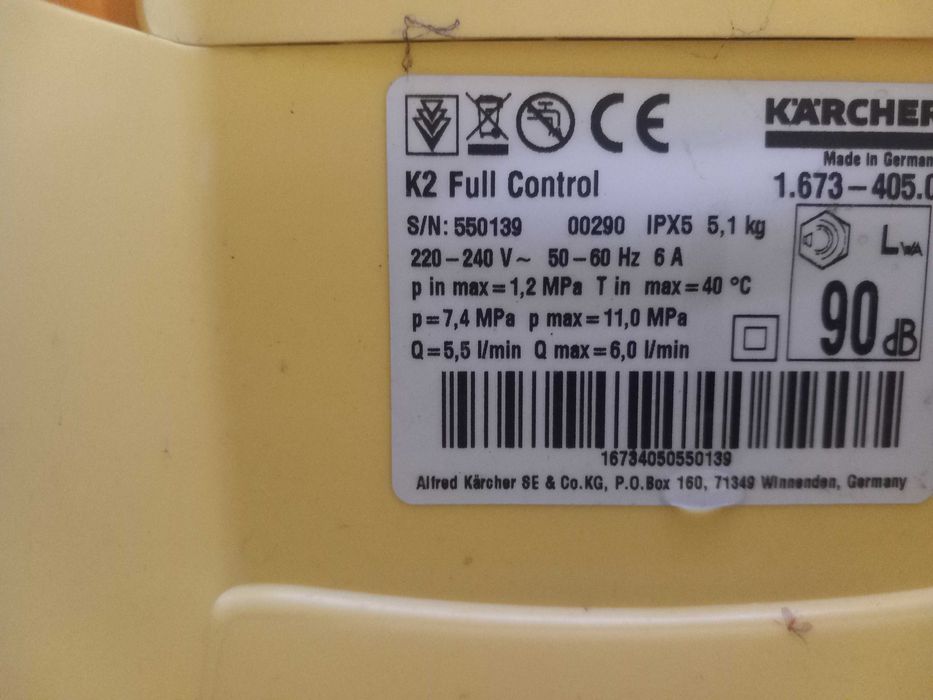 KÄRCHER
Made in German
K2 Full Control
1.673-405.0
S/N: 550139 00290 IPX5 5,1 kg
220-240 V~ 50-60 Hz 6 A
p in max=1,2 MPa T in max=40 °C
p=7,4 MPa p max=11,0 MPa
Q=5,5 l/min Q max=6,0 l/min
LWA
90 dB
16734050550139
Alfred Kärcher SE & Co.KG, P.O.Box 160, 71349 Winnenden, Germany